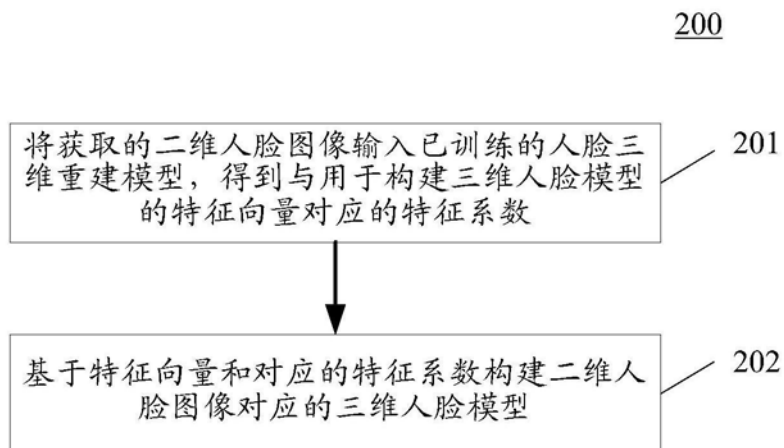 200
将获取的二维人脸图像输入已训练的人脸三
维重建模型，得到与用于构建三维人脸模型
的特征向量对应的特征系数
201
基于特征向量和对应的特征系数构建二维人
脸图像对应的三维人脸模型
202